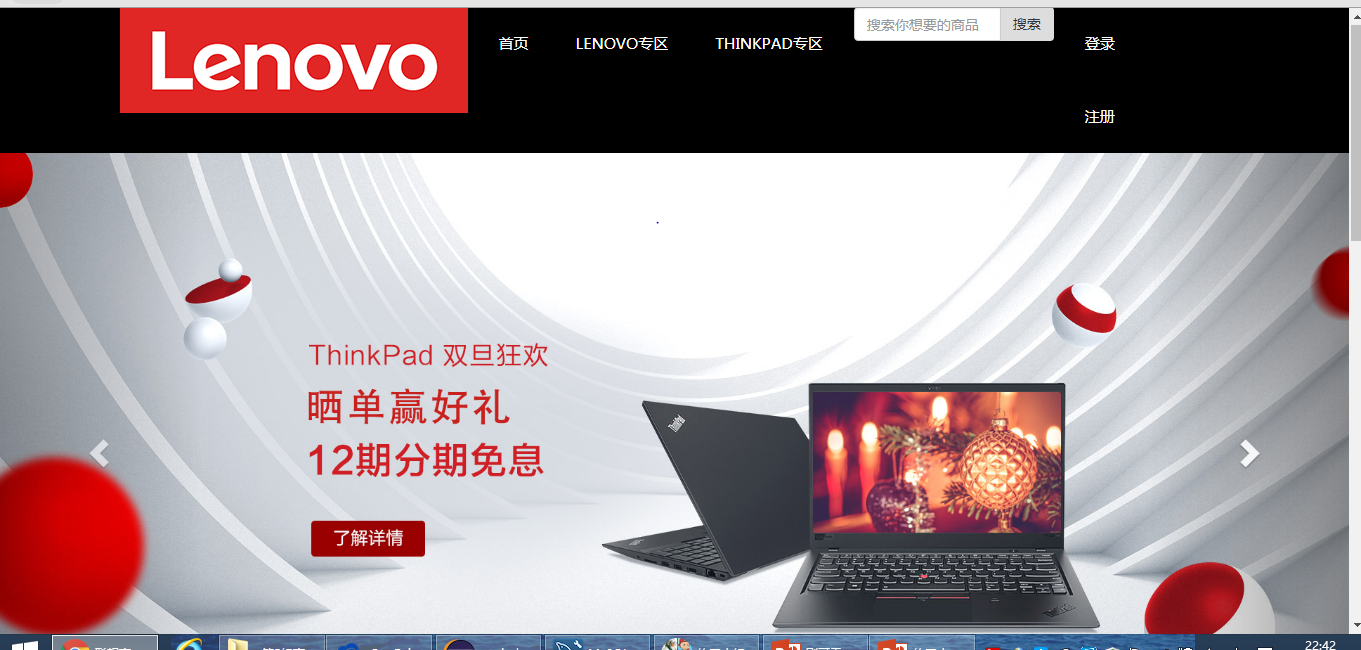 Lenovo
首页
LENOVO专区
THINKPAD专区
搜索你想要的商品
搜索
登录
注册
ThinkPad 双旦狂欢
晒单赢好礼
12期分期免息
了解详情
ThinkPad
22:42